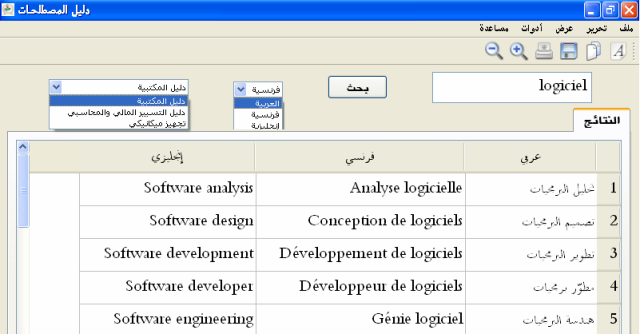 دليل المصطلحات
ملف تحرير عرض أدوات مساعدة
logiciel
بحث
فرنسية
العربية
فرنسية
إنجليزية
دليل المكتبية
دليل المكتبية
دليل التسيير المالي والمحاسبي
تجهيز ميكانيكي
النتائج
عربي فرنسي إنجليزي
1 تحليل البرمجيات Analyse logicielle Software analysis
2 تصميم البرمجيات Conception de logiciels Software design
3 تطوير البرمجيات Développement de logiciels Software development
4 مطوّر برمجيات Développeur de logiciels Software developer
5 هندسة البرمجيات Génie logiciel Software engineering